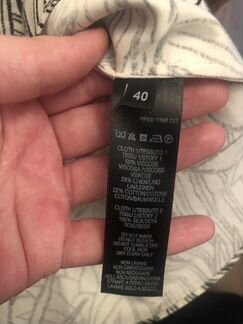 40
CLOTH 1/TESSUTO 1
TISSU 1/STOFF 1
50% VISCOSE
VISCOSA/VISCOSE
VISKOSE
28% LINEN/LINO
LIN/LEINEN
22% COTTON/COTONE
COTON/BAUMWOLLE
CLOTH 2/TESSUTO 2
TISSU 2/STOFF 2
100% SILK/SETA
SOIE/SEIDE
DO NOT WASH
DO NOT BLEACH
DO NOT TUMBLE DRY
COOL IRON
DRY CLEAN ONLY
NON LAVARE
NON CANDEGGIARE
NON ASCIUGARE
STIRARE A FERRO BASSO
LAVARE SOLO A SECCO